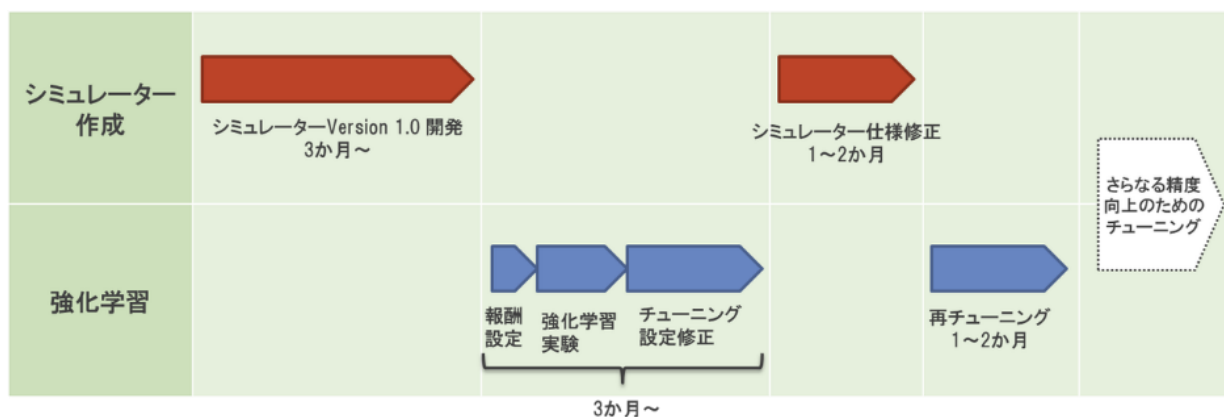 シミュレーター
作成
シミュレーターVersion 1.0 開発
3か月～
シミュレーター仕様修正
1～2か月
さらなる精度
向上のための
チューニング
強化学習
報酬
設定
強化学習
実験
チューニング
設定修正
3か月～
再チューニング
1～2か月